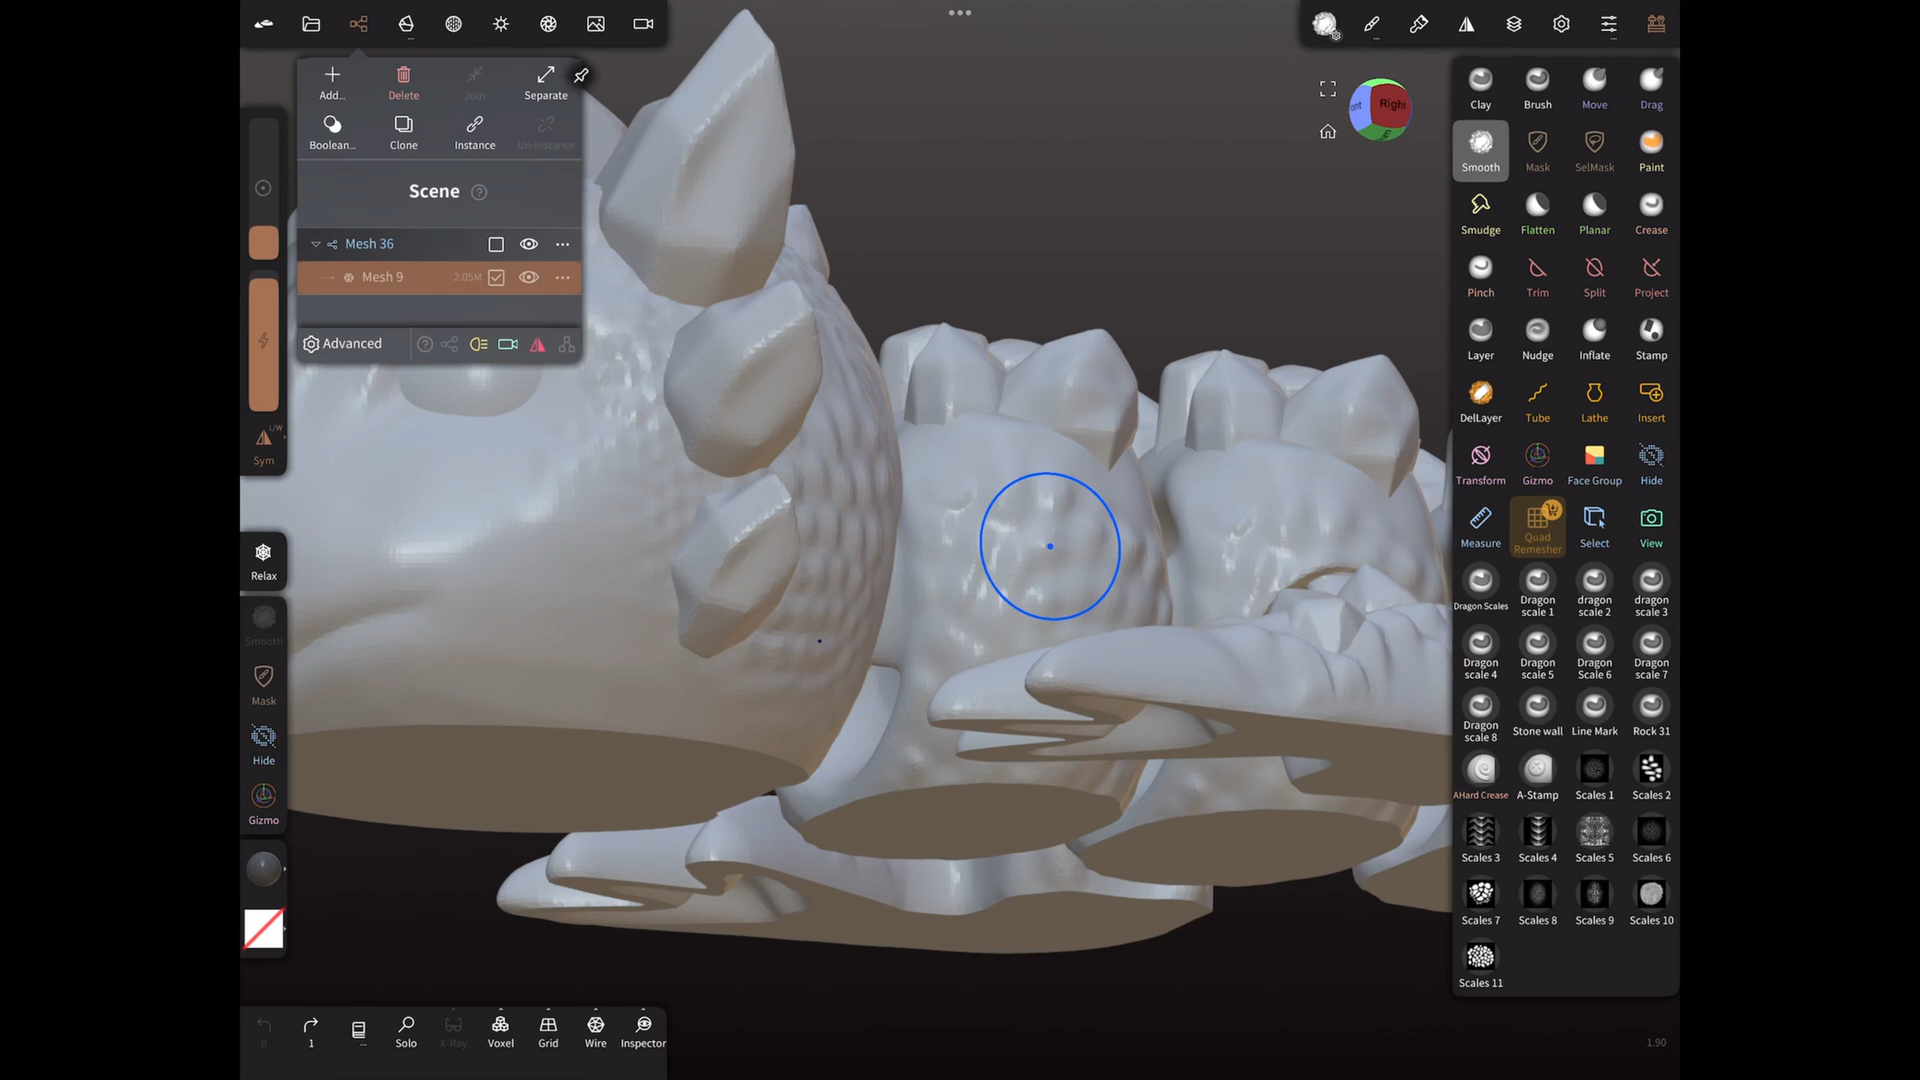 Add...
Delete
Join
Separate
Boolean...
Clone
Instance
Un-instance
Scene
Mesh 36
Mesh 9 2.05M
Advanced
L/W
Sym
Relax
Smooth
Mask
Hide
Gizmo
0
1
Solo
X-Ray
Voxel
Grid
Wire
Inspector
Right
Clay Brush Move Drag
Smooth Mask SelMask Paint
Smudge Flatten Planar Crease
Pinch Trim Split Project
Layer Nudge Inflate Stamp
DelLayer Tube Lathe Insert
Transform Gizmo Face Group Hide
Measure Quad Remesher Select View
Dragon Scales Dragon scale 1 dragon scale 2 dragon scale 3
Dragon scale 4 Dragon scale 5 Dragon Scale 6 Dragon scale 7
Dragon scale 8 Stone wall Line Mark Rock 31
AHard Crease A-Stamp Scales 1 Scales 2
Scales 3 Scales 4 Scales 5 Scales 6
Scales 7 Scales 8 Scales 9 Scales 10
Scales 11
1.90